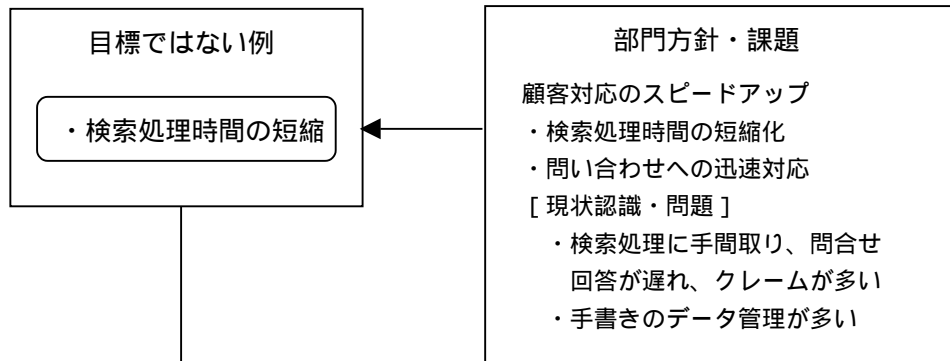 目標ではない例
・検索処理時間の短縮
部門方針・課題
顧客対応のスピードアップ
・検索処理時間の短縮化
・問い合わせへの迅速対応
[ 現状認識・問題 ]
・検索処理に手間取り、問合せ
回答が遅れ、クレームが多い
・手書きのデータ管理が多い